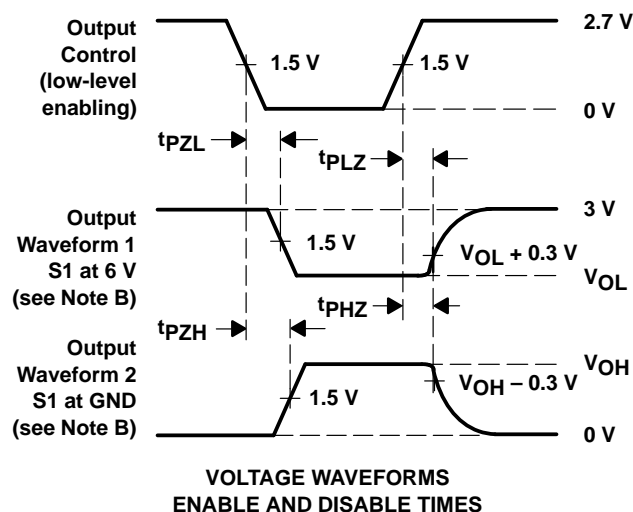 Output
Control
(low-level
enabling)
1.5 V
1.5 V
2.7 V
0 V
tPZL
tPLZ
Output
Waveform 1
S1 at 6 V
(see Note B)
1.5 V
3 V
VOL + 0.3 V
VOL
tPHZ
tPZH
Output
Waveform 2
S1 at GND
(see Note B)
1.5 V
VOH
VOH – 0.3 V
0 V
VOLTAGE WAVEFORMS
ENABLE AND DISABLE TIMES